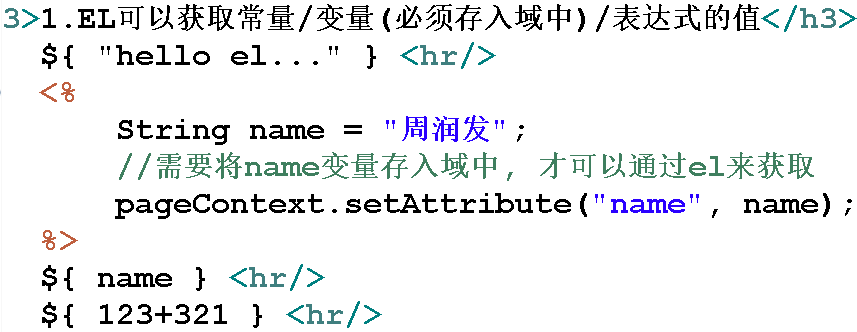 3>1.EL可以获取常量/变量(必须存入域中)/表达式的值</h3>
${ "hello el..." } <hr/>
<%
String name = "周润发";
//需要将name变量存入域中, 才可以通过el来获取
pageContext.setAttribute("name", name);
%>
${ name } <hr/>
${ 123+321 } <hr/>